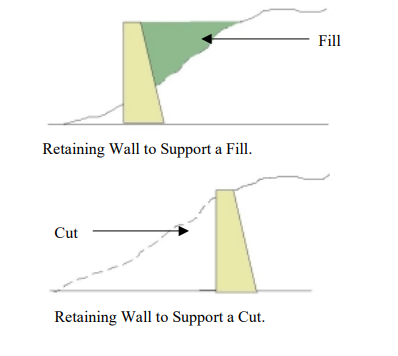 Fill
Retaining Wall to Support a Fill.
Cut
Retaining Wall to Support a Cut.